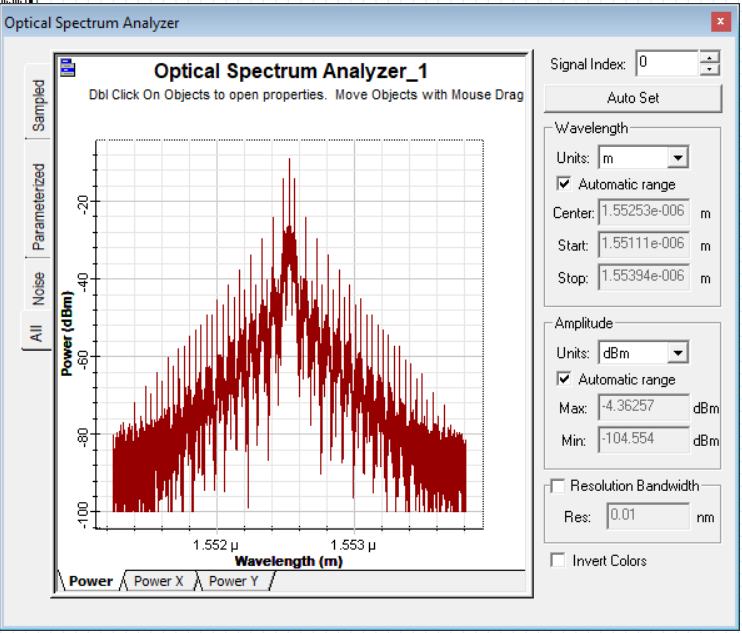 Optical Spectrum Analyzer
x
Sampled
Parameterized
Noise
All
Optical Spectrum Analyzer_1
Dbl Click On Objects to open properties.  Move Objects with Mouse Drag
Power (dBm)
-20
-40
-60
-80
-100
1.552 µ
1.553 µ
Wavelength (m)
Power
Power X
Power Y
Signal Index: 0
Auto Set
Wavelength
Units: m
Automatic range
Center: 1.55253e-006 m
Start: 1.55111e-006 m
Stop: 1.55394e-006 m
Amplitude
Units: dBm
Automatic range
Max: -4.36257 dBm
Min: -104.554 dBm
Resolution Bandwidth
Res: 0.01 nm
Invert Colors